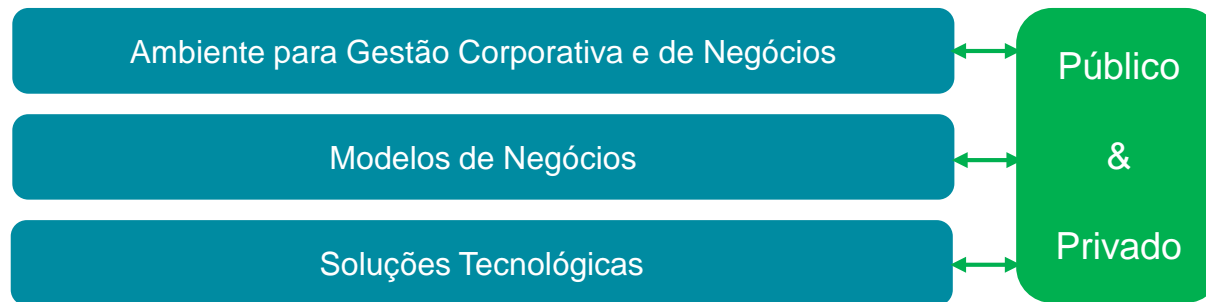 Ambiente para Gestão Corporativa e de Negócios
Modelos de Negócios
Soluções Tecnológicas
Público
&
Privado